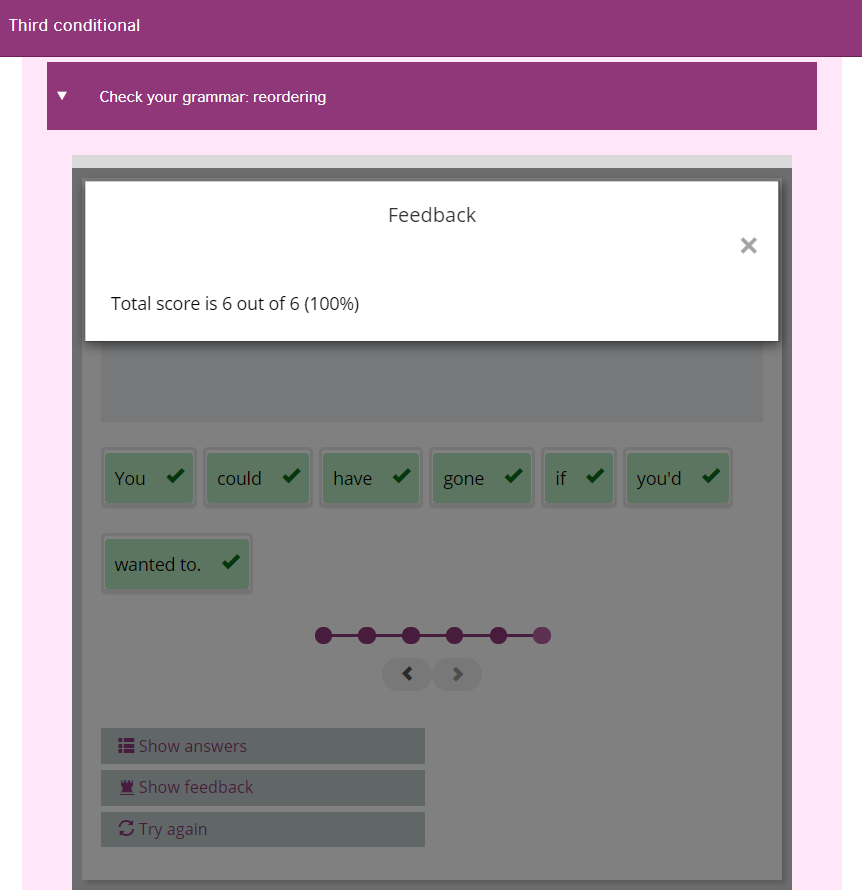 Third conditional
Check your grammar: reordering
Feedback
Total score is 6 out of 6 (100%)
You could have gone if you'd
wanted to.
Show answers
Show feedback
Try again